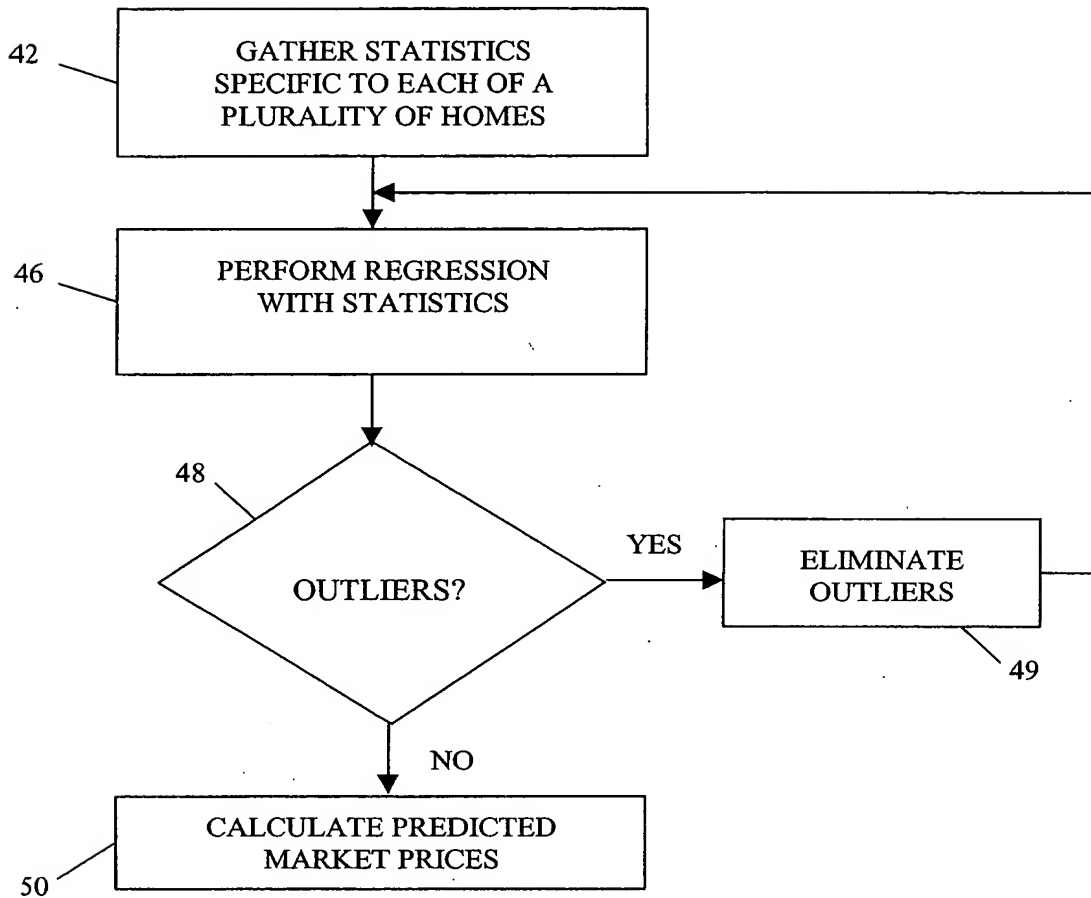 42
GATHER STATISTICS
SPECIFIC TO EACH OF A
PLURALITY OF HOMES
46
PERFORM REGRESSION
WITH STATISTICS
48
OUTLIERS?
YES
ELIMINATE
OUTLIERS
49
NO
CALCULATE PREDICTED
MARKET PRICES
50